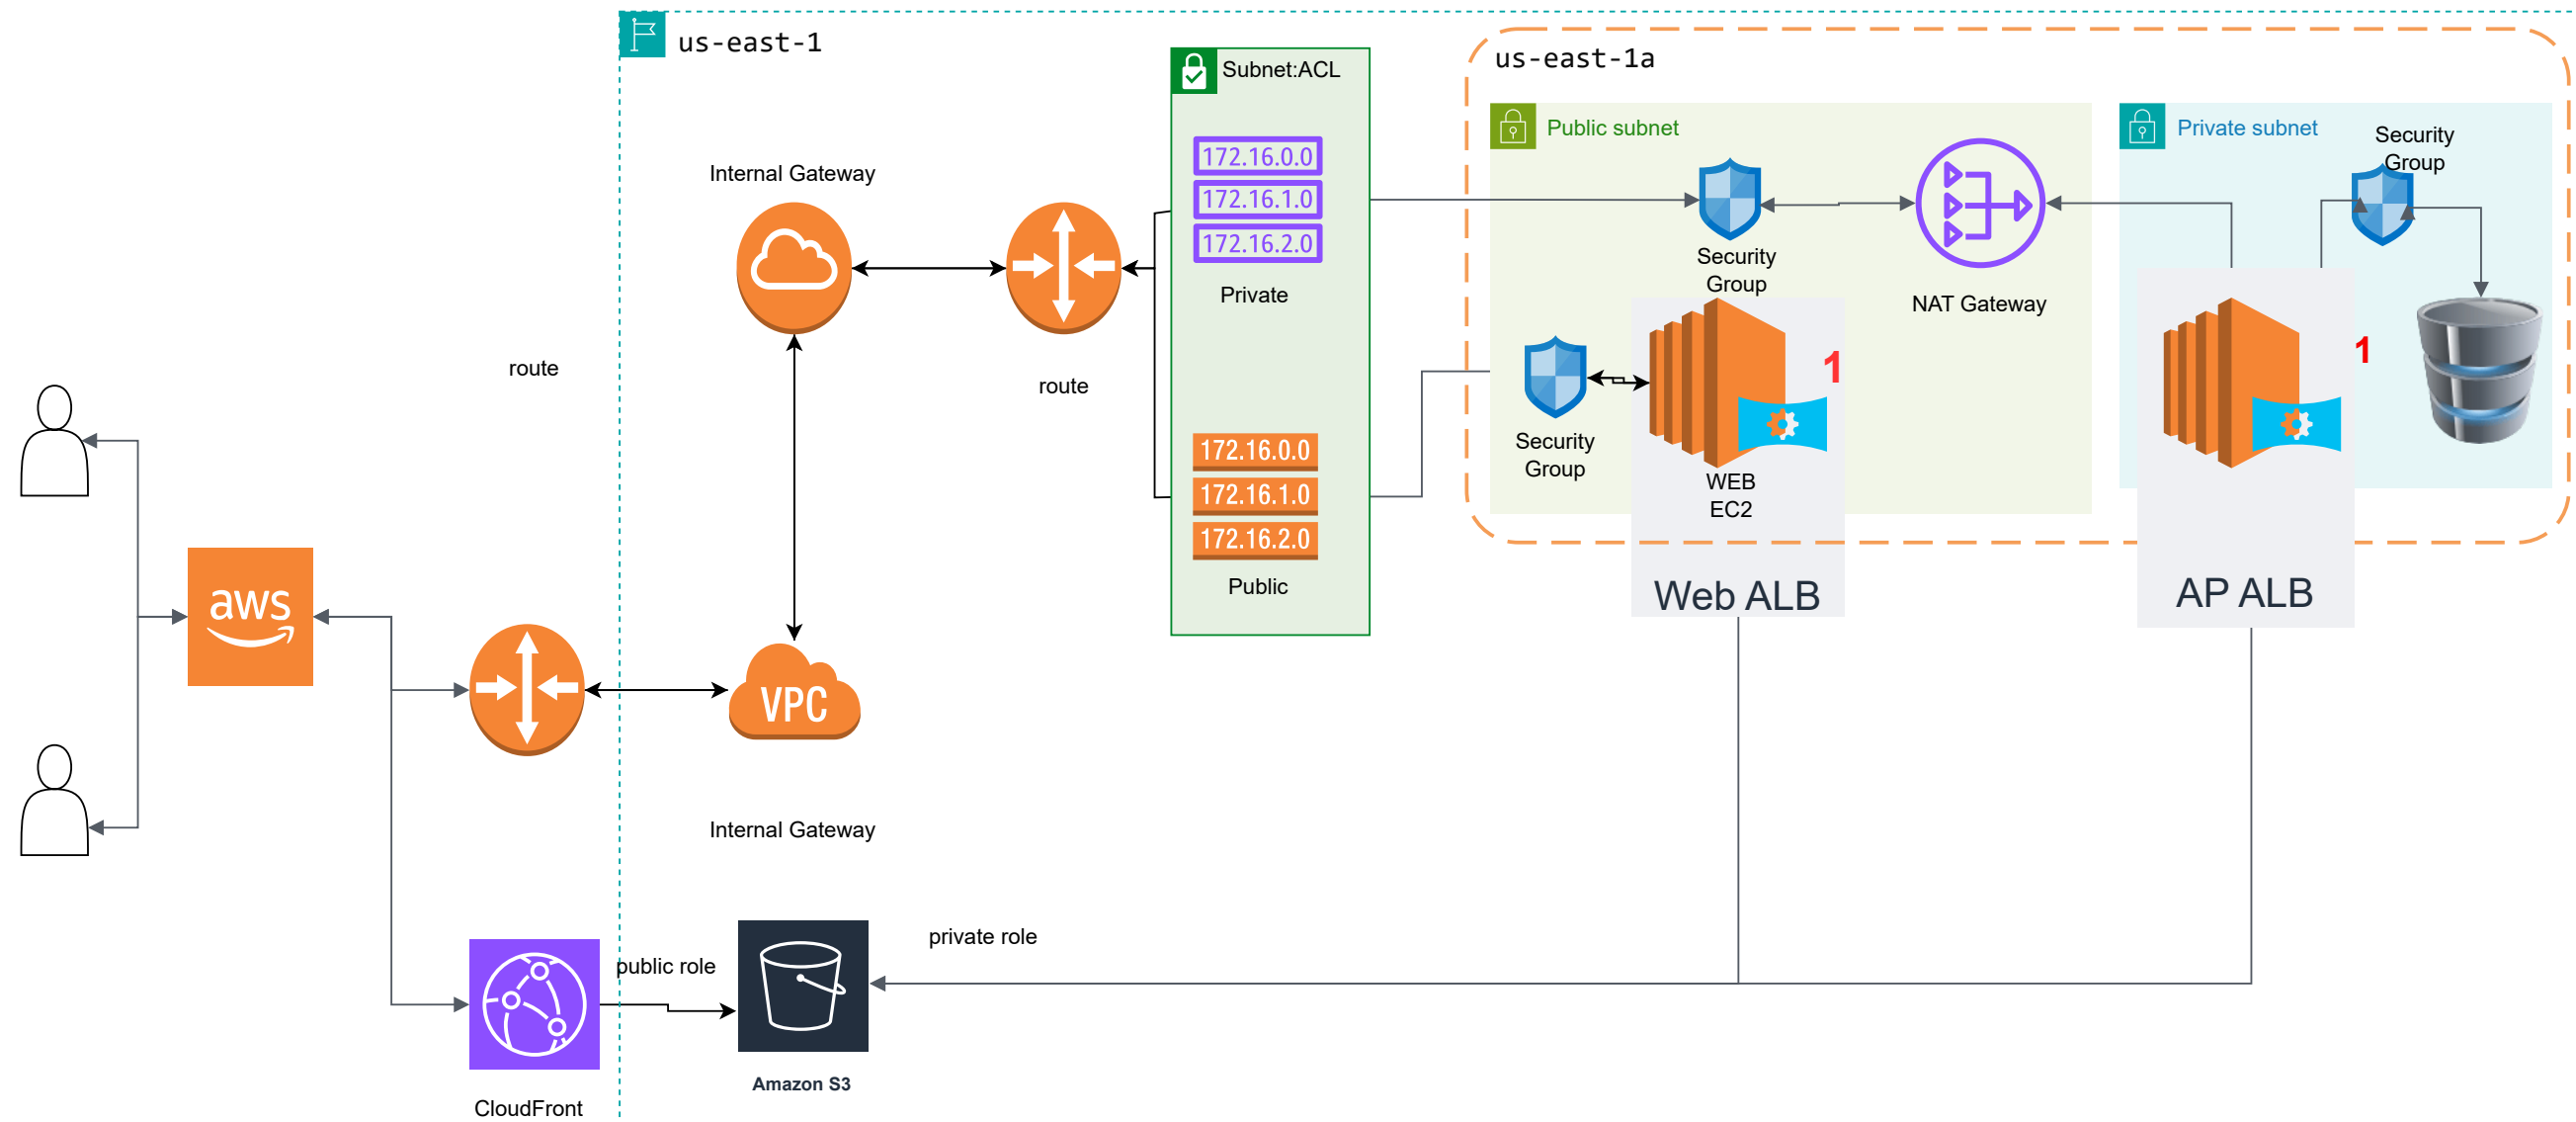 us-east-1
us-east-1a
Subnet:ACL
Public subnet
Private subnet
Security
Group
172.16.0.0
172.16.1.0
172.16.2.0
Private
Internal Gateway
Security
Group
NAT Gateway
route
route
1
1
Security
Group
172.16.0.0
172.16.1.0
172.16.2.0
Public
WEB
EC2
Web ALB
AP ALB
aws
VPC
Internal Gateway
private role
public role
Amazon S3
CloudFront